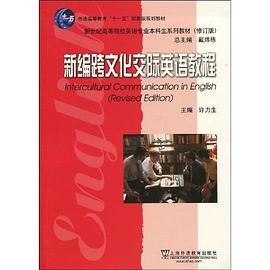 普通高等教育“十一五”国家级规划教材
新世纪高等院校英语专业本科生系列教材(修订版)
总主编 戴炜栋
新编跨文化交际英语教程
Intercultural Communication in English
(Revised Edition)
主编 许力生
English
上海外语教育出版社